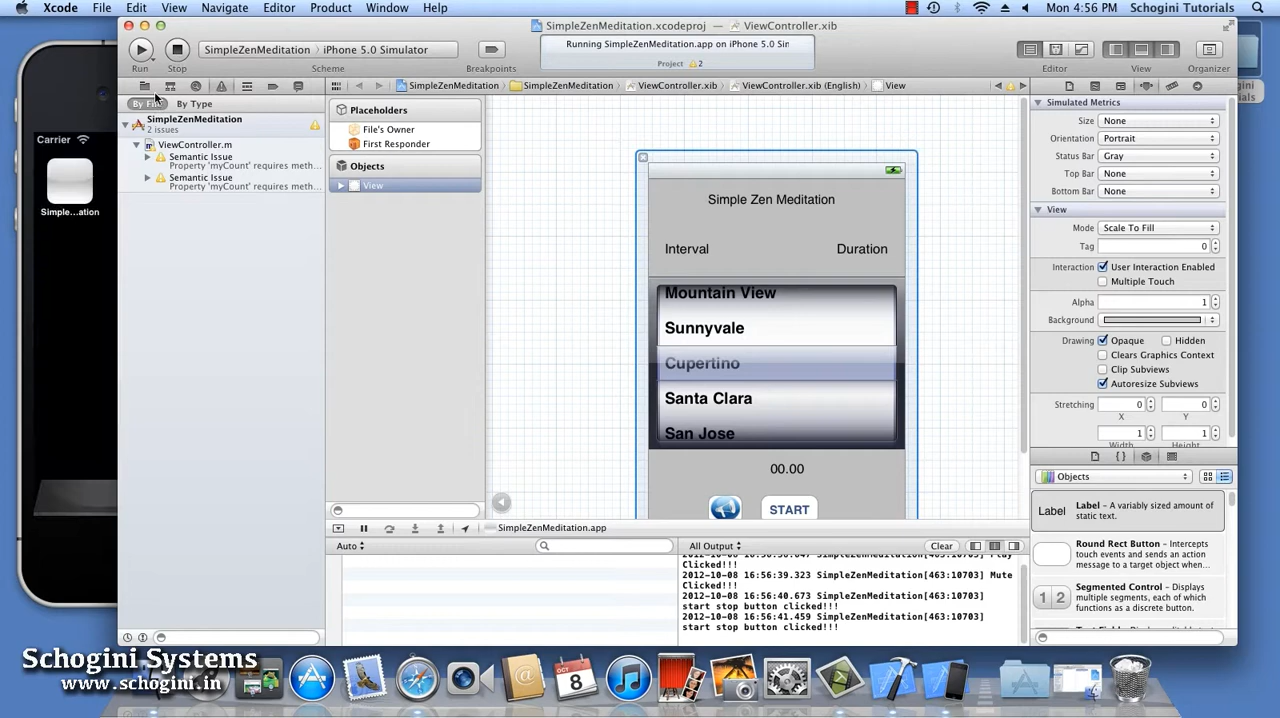 Xcode File Edit View Navigate Editor Product Window Help
Mon 4:56 PM Schogini Tutorials
SimpleZenMeditation.xcodeproj — ViewController.xib
SimpleZenMeditation › iPhone 5.0 Simulator
Running SimpleZenMeditation.app on iPhone 5.0 Sir
Project 2
Run Stop Scheme Breakpoints Editor View Organizer
SimpleZenMeditation SimpleZenMeditation ViewController.xib ViewController.xib (English) View
By File By Type
SimpleZenMeditation
2 issues
ViewController.m
Semantic Issue
Property 'myCount' requires meth...
Semantic Issue
Property 'myCount' requires meth...
Placeholders
File's Owner
First Responder
Objects
View
Carrier
Simple...ation
Simple Zen Meditation
Interval Duration
Mountain View
Sunnyvale
Cupertino
Santa Clara
San Jose
00.00
START
Simulated Metrics
Size None
Orientation Portrait
Status Bar Gray
Top Bar None
Bottom Bar None
View
Mode Scale To Fill
Tag 0
Interaction User Interaction Enabled
Multiple Touch
Alpha 1
Background
Drawing Opaque Hidden
Clears Graphics Context
Clip Subviews
Autoresize Subviews
Stretching 0 0
X Y
1 1
Width Height
Objects
Label Label – A variably sized amount of
static text.
Round Rect Button – Intercepts
touch events and sends an action
message to a target object when...
1 2 Segmented Control – Displays
multiple segments, each of which
functions as a discrete button.
SimpleZenMeditation.app
Auto All Output Clear
Clicked!!!
2012-10-08 16:56:39.323 SimpleZenMeditation[463:10703] Mute
Clicked!!!
2012-10-08 16:56:40.673 SimpleZenMeditation[463:10703]
start stop button clicked!!!
2012-10-08 16:56:41.459 SimpleZenMeditation[463:10703]
start stop button clicked!!!
Schogini Systems
www.schogini.in
OCT
8